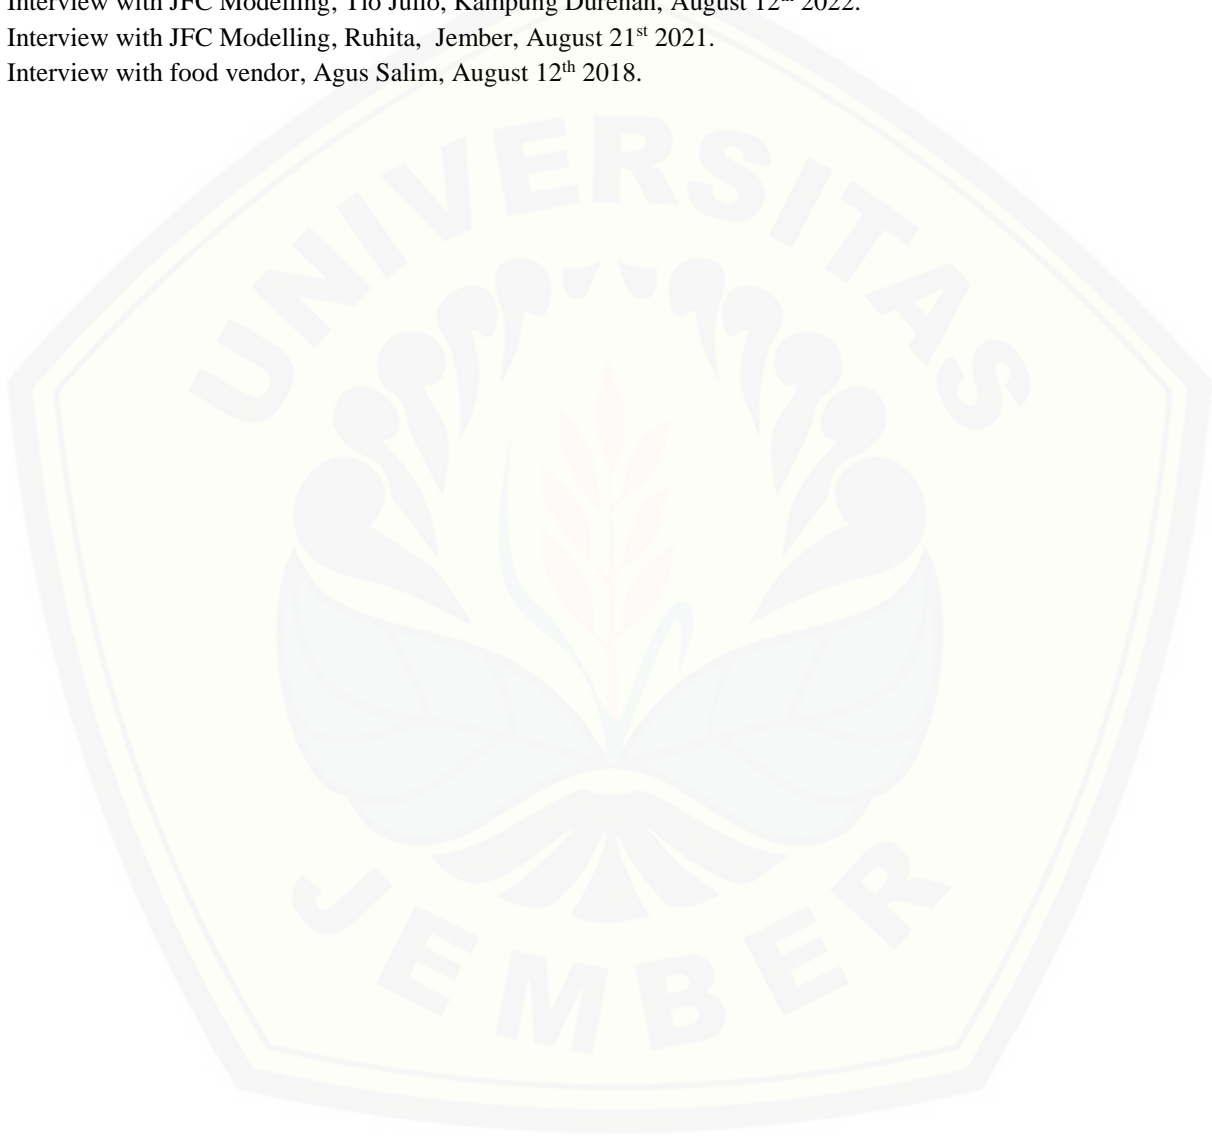 Interview with JFC Modelling, Tio Julio, Kampung Durenan, August 12th 2022.
Interview with JFC Modelling, Ruhita, Jember, August 21st 2021.
Interview with food vendor, Agus Salim, August 12th 2018.
UNIVERSITAS
JEMBER